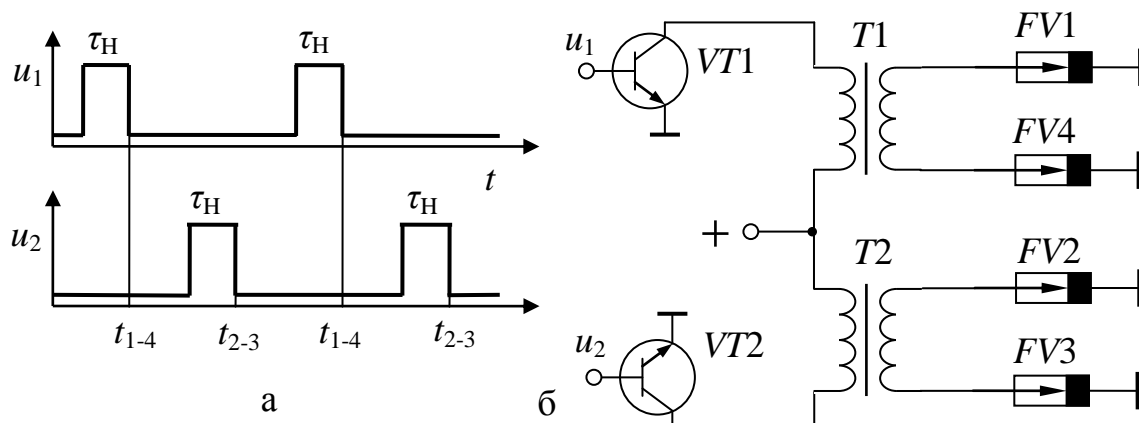 τН τН
u1
t
τН τН
u2
t1-4 t2-3 t1-4 t2-3
а
u1
VT1
T1
FV1
FV4
+
T2
FV2
u2
VT2
FV3
б